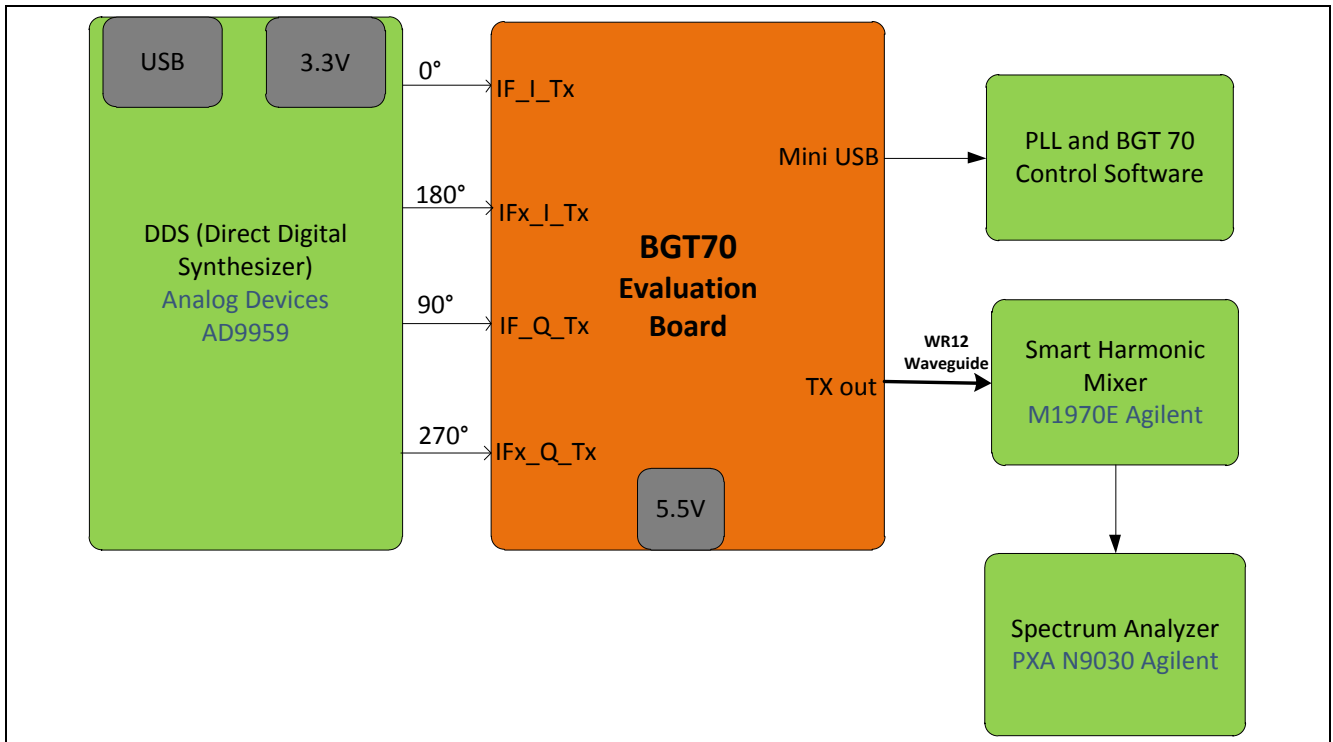 USB
3.3V
DDS (Direct Digital
Synthesizer)
Analog Devices
AD9959
0°
180°
90°
270°
IF_I_Tx
IFx_I_Tx
IF_Q_Tx
IFx_Q_Tx
BGT70
Evaluation
Board
Mini USB
TX out
5.5V
PLL and BGT 70
Control Software
WR12
Waveguide
Smart Harmonic
Mixer
M1970E Agilent
Spectrum Analyzer
PXA N9030 Agilent